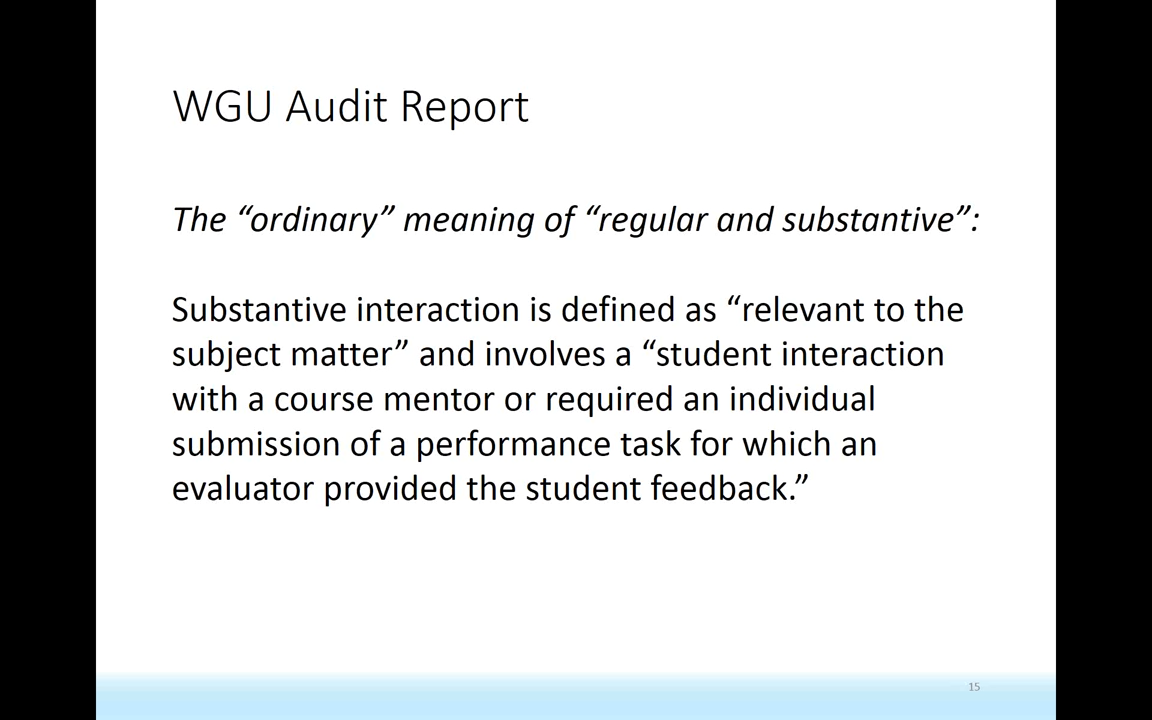 WGU Audit Report
The “ordinary” meaning of “regular and substantive”:
Substantive interaction is defined as “relevant to the
subject matter” and involves a “student interaction
with a course mentor or required an individual
submission of a performance task for which an
evaluator provided the student feedback.”
15